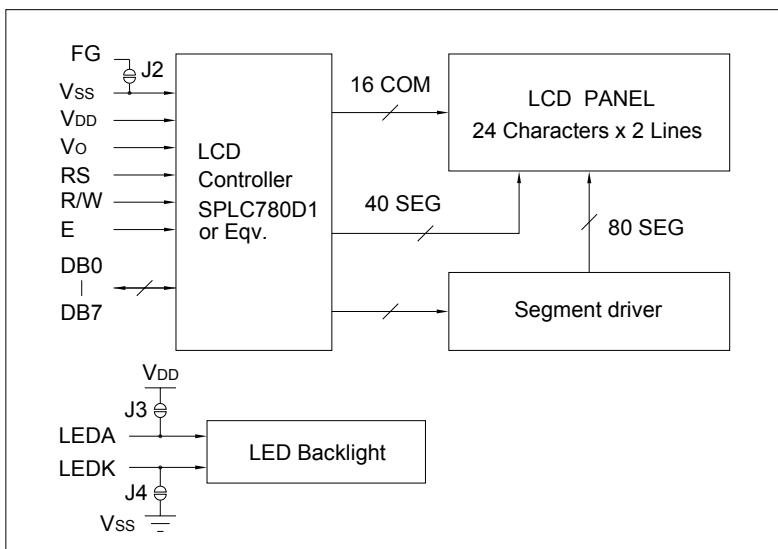 FG
J2
VSS
VDD
VO
RS
R/W
E
DB0
|
DB7
LCD
Controller
SPLC780D1
or Eqv.
16 COM
40 SEG
LCD PANEL
24 Characters x 2 Lines
80 SEG
Segment driver
VDD
J3
LEDA
LEDK
J4
VSS
LED Backlight